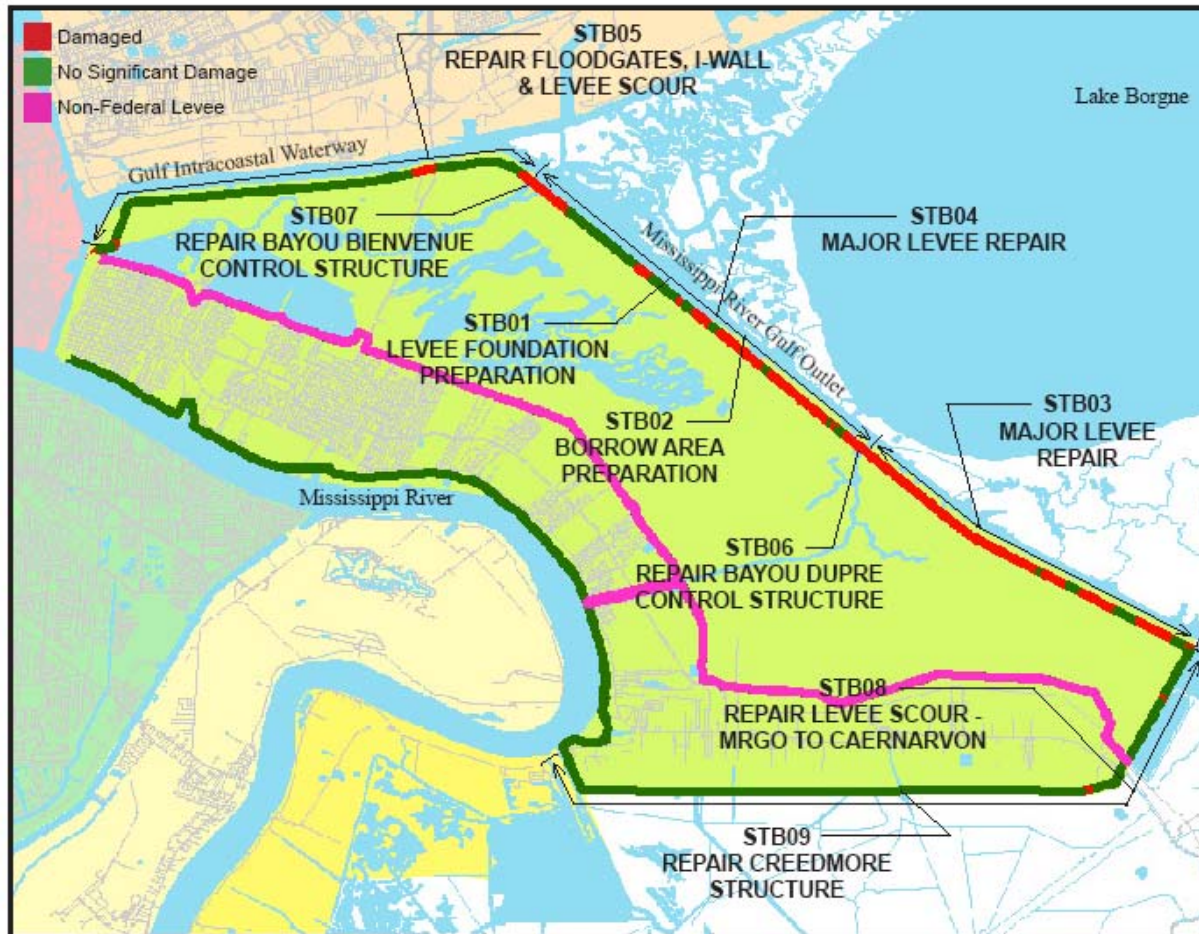 Damaged
No Significant Damage
Non-Federal Levee
STB05
REPAIR FLOODGATES, I-WALL
& LEVEE SCOUR
Lake Borgne
Gulf Intracoastal Waterway
STB07
REPAIR BAYOU BIENVENUE
CONTROL STRUCTURE
STB04
MAJOR LEVEE REPAIR
Mississippi River Gulf Outlet
STB01
LEVEE FOUNDATION
PREPARATION
STB02
BORROW AREA
PREPARATION
STB03
MAJOR LEVEE
REPAIR
Mississippi River
STB06
REPAIR BAYOU DUPRE
CONTROL STRUCTURE
STB08
REPAIR LEVEE SCOUR -
MRGO TO CAERNARVON
STB09
REPAIR CREEDMORE
STRUCTURE